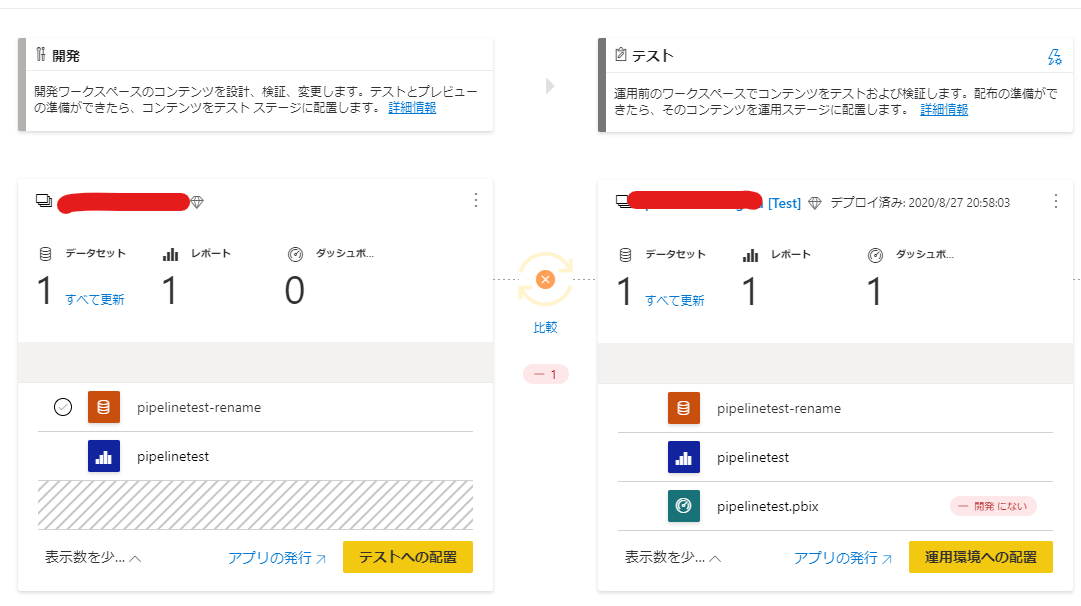 開発
開発ワークスペースのコンテンツを設計、検証、変更します。テストとプレビュー
の準備ができたら、コンテンツをテスト ステージに配置します。 詳細情報
テスト
運用前のワークスペースでコンテンツをテストおよび検証します。配布の準備がで
きたら、そのコンテンツを運用ステージに配置します。 詳細情報
データセット レポート ダッシュボ...
1 すべて更新 1 0
pipelinetest-rename
pipelinetest
表示数を少... アプリの発行 テストへの配置
比較
— 1
[Test] デプロイ済み: 2020/8/27 20:58:03
データセット レポート ダッシュボ...
1 すべて更新 1 1
pipelinetest-rename
pipelinetest
pipelinetest.pbix — 開発 にない
表示数を少... アプリの発行 運用環境への配置